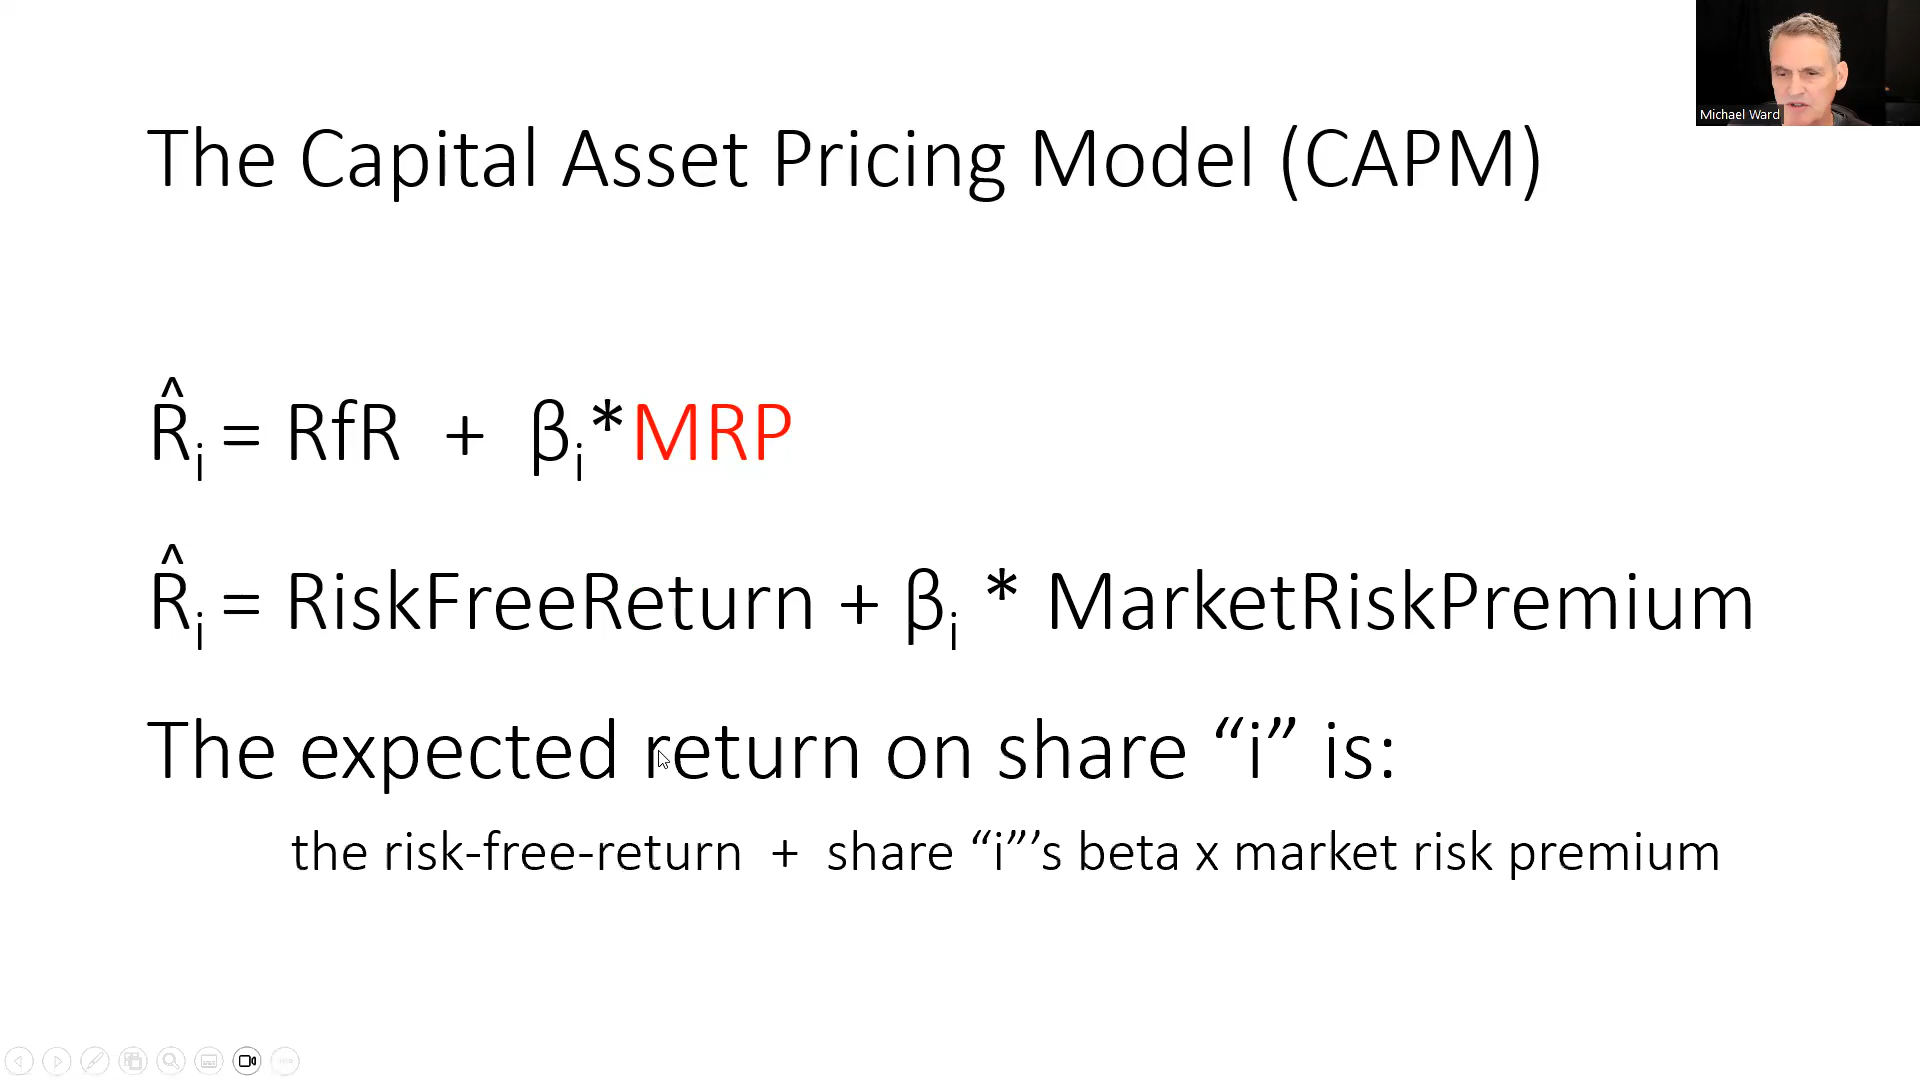 Michael Ward
The Capital Asset Pricing Model (CAPM)
R̂i = RfR + βi*MRP
R̂i = RiskFreeReturn + βi * MarketRiskPremium
The expected return on share “i” is:
the risk-free-return + share “i”’s beta x market risk premium